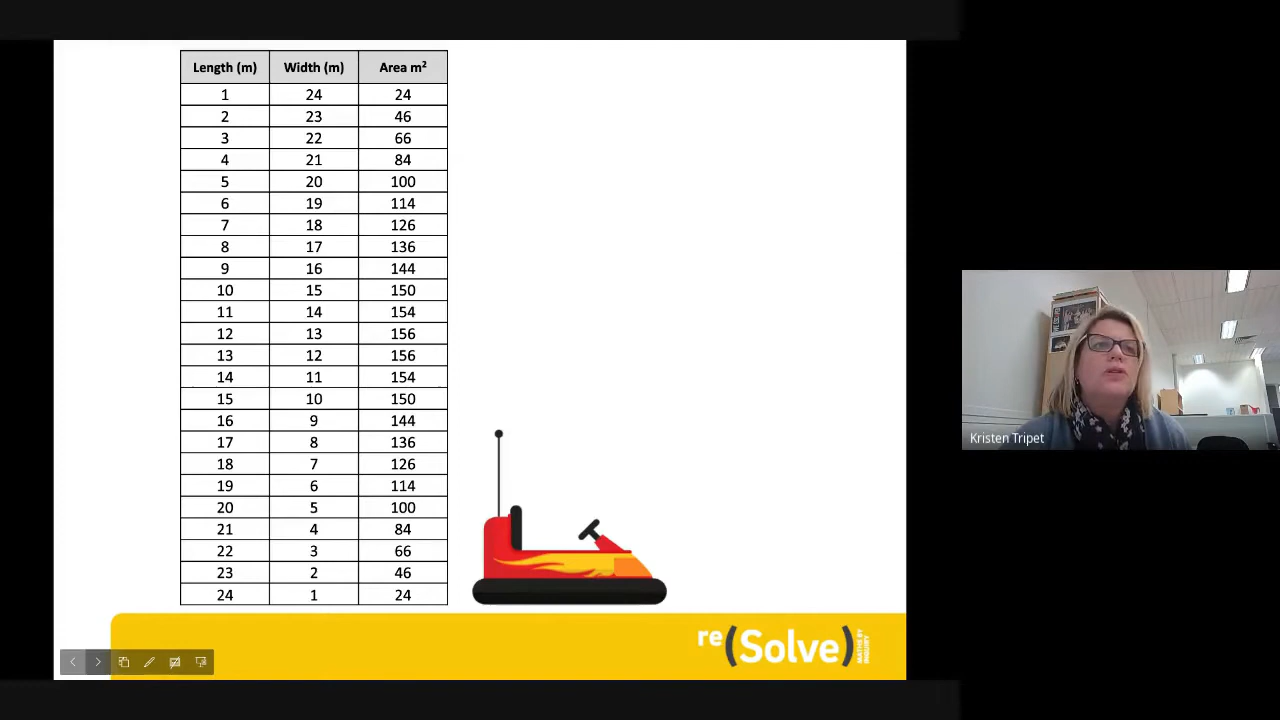 Length (m) Width (m) Area m²
1 24 24
2 23 46
3 22 66
4 21 84
5 20 100
6 19 114
7 18 126
8 17 136
9 16 144
10 15 150
11 14 154
12 13 156
13 12 156
14 11 154
15 10 150
16 9 144
17 8 136
18 7 126
19 6 114
20 5 100
21 4 84
22 3 66
23 2 46
24 1 24
re(Solve)
MATHS BY
INQUIRY
Kristen Tripet